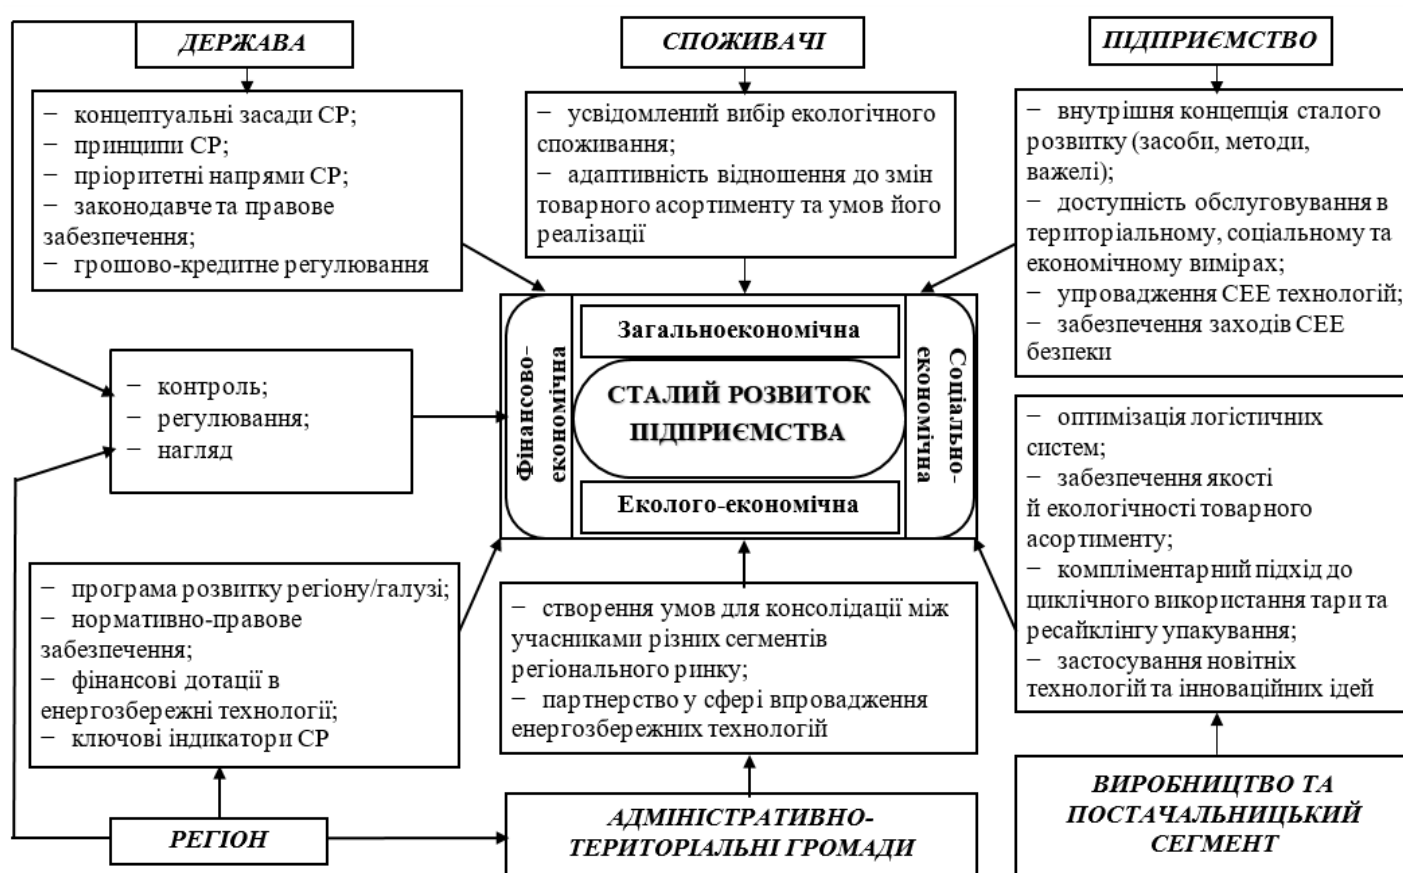 ДЕРЖАВА
− концептуальні засади СР;
− принципи СР;
− пріоритетні напрями СР;
− законодавче та правове
забезпечення;
− грошово-кредитне регулювання
СПОЖИВАЧІ
− усвідомлений вибір екологічного
споживання;
− адаптивність відношення до змін
товарного асортименту та умов його
реалізації
ПІДПРИЄМСТВО
− внутрішня концепція сталого
розвитку (засоби, методи,
важелі);
− доступність обслуговування в
територіальному, соціальному та
економічному вимірах;
− упровадження СЕЕ технологій;
− забезпечення заходів СЕЕ
безпеки
− контроль;
− регулювання;
− нагляд
Фінансово-
економічна
Загальноекономічна
СТАЛИЙ РОЗВИТОК
ПІДПРИЄМСТВА
Еколого-економічна
Соціально-
економічна
− оптимізація логістичних
систем;
− забезпечення якості
й екологічності товарного
асортименту;
− компліментарний підхід до
циклічного використання тари та
ресайклінгу упакування;
− застосування новітніх
технологій та інноваційних ідей
− програма розвитку регіону/галузі;
− нормативно-правове
забезпечення;
− фінансові дотації в
енергозбережні технології;
− ключові індикатори СР
− створення умов для консолідації між
учасниками різних сегментів
регіонального ринку;
− партнерство у сфері впровадження
енергозбережних технологій
РЕГІОН
АДМІНІСТРАТИВНО-
ТЕРИТОРІАЛЬНІ ГРОМАДИ
ВИРОБНИЦТВО ТА
ПОСТАЧАЛЬНИЦЬКИЙ
СЕГМЕНТ